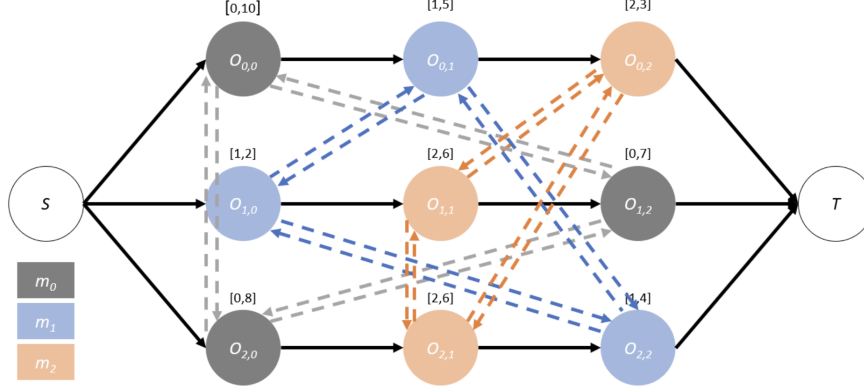 [0,10] [1,5] [2,3]
O0,0 O0,1 O0,2
[1,2] [2,6] [0,7]
S O1,0 O1,1 O1,2 T
m0
[0,8] [2,6] [1,4]
m1
O2,0 O2,1 O2,2
m2